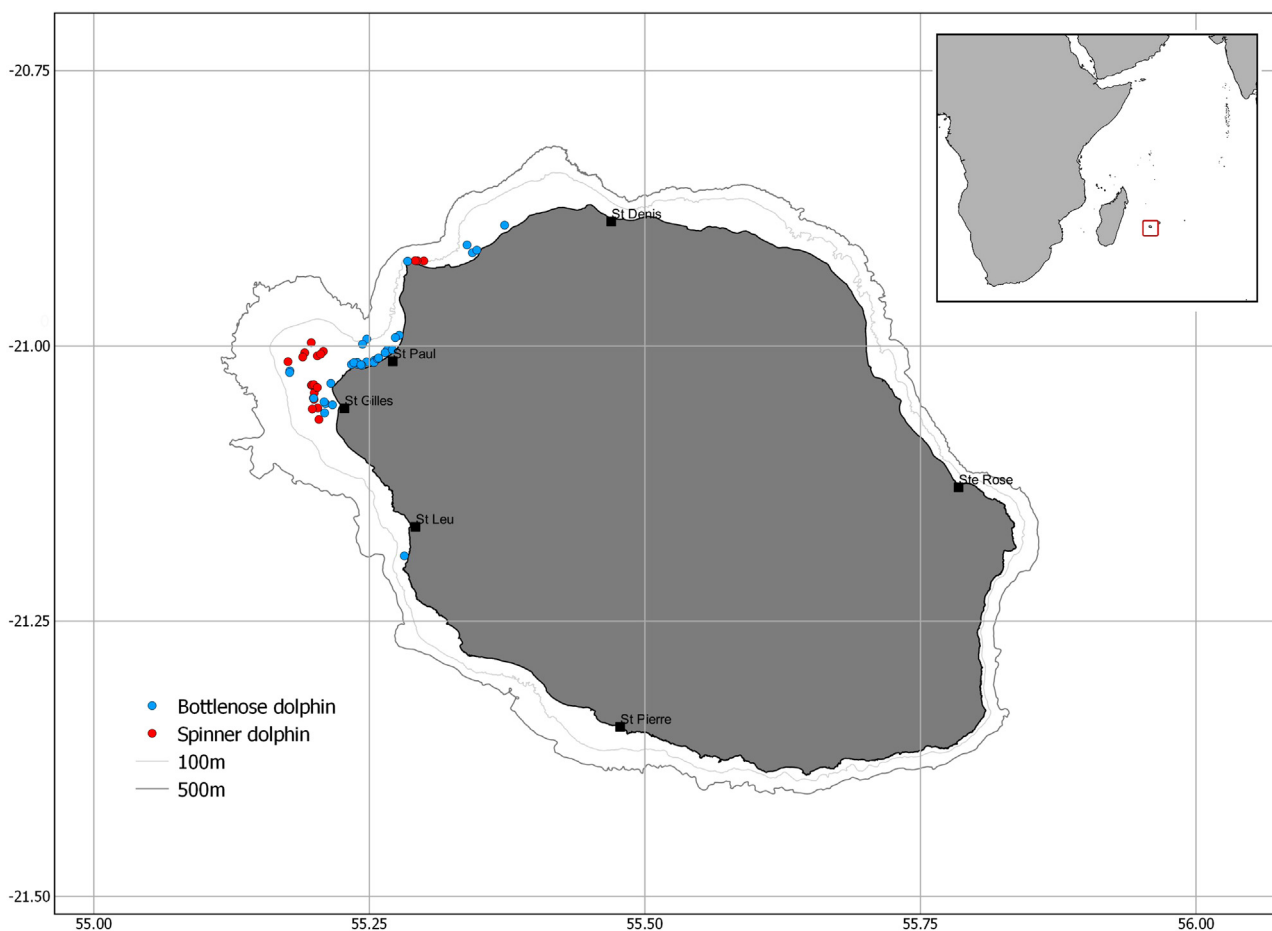 -20.75
St Denis
-21.00
St Paul
St Gilles
Ste Rose
St Leu
-21.25
St Pierre
Bottlenose dolphin
Spinner dolphin
100m
500m
-21.50
55.00
55.25
55.50
55.75
56.00